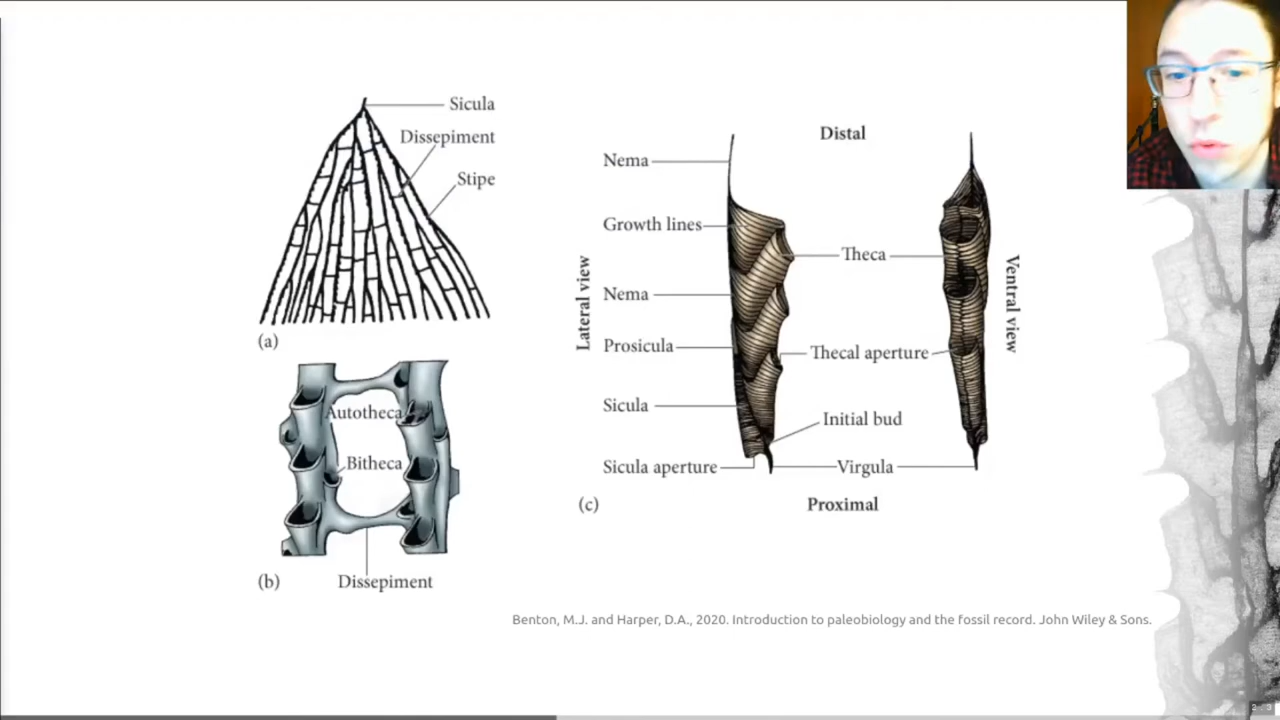 Sicula
Dissepiment
Stipe
(a)
Autotheca
Bitheca
(b)
Dissepiment
Distal
Nema
Growth lines
Theca
Lateral view
Ventral view
Nema
Prosicula
Thecal aperture
Sicula
Initial bud
Sicula aperture
Virgula
(c)
Proximal
Benton, M.J. and Harper, D.A., 2020. Introduction to paleobiology and the fossil record. John Wiley & Sons.
2.3